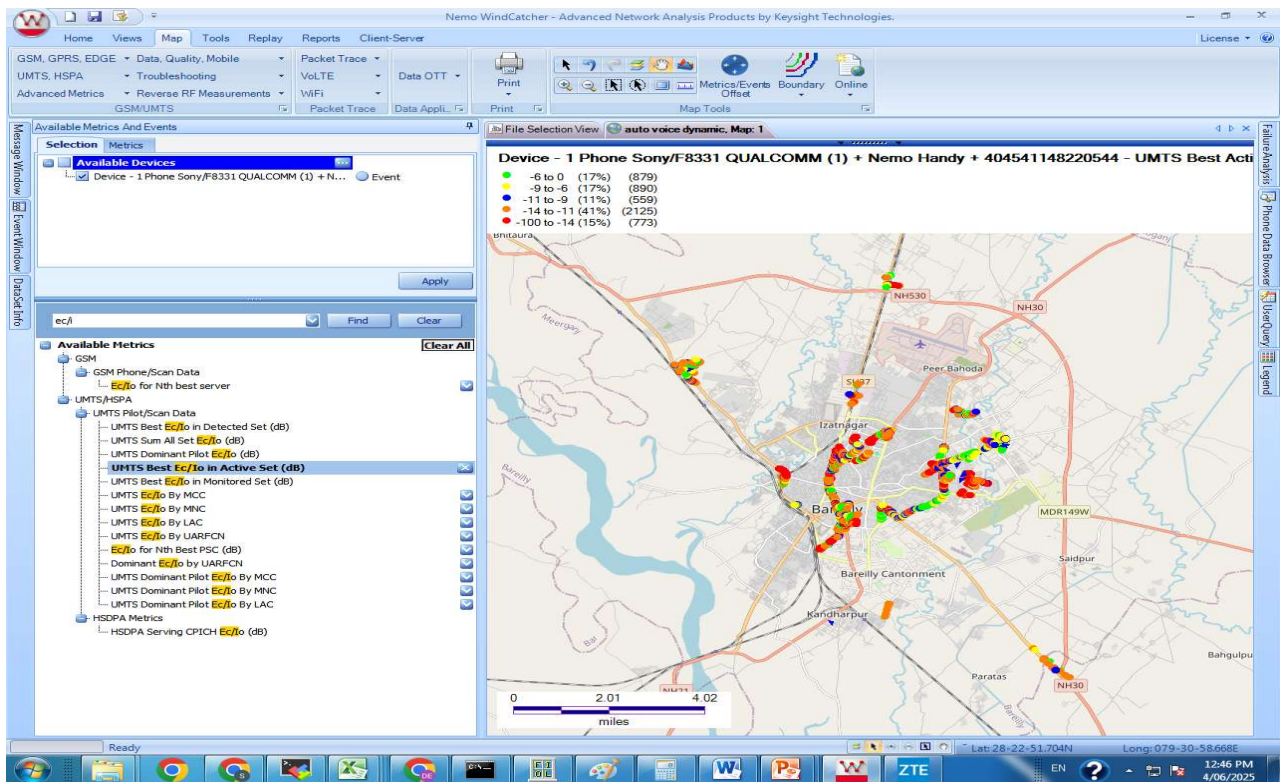 Nemo WindCatcher - Advanced Network Analysis Products by Keysight Technologies.
Home Views Map Tools Replay Reports Client-Server License
GSM, GPRS, EDGE Data, Quality, Mobile Packet Trace
UMTS, HSPA Troubleshooting VoLTE Data OTT Print
Advanced Metrics Reverse RF Measurements WiFi Metrics/Events Offset Boundary Online
GSM/UMTS Packet Trace Data Appli.. Print Map Tools
Message Window
Event Window
DataSet Info
Available Metrics And Events
Selection Metrics
Available Devices
Device - 1 Phone Sony/F8331 QUALCOMM (1) + N... Event
Apply
ec/i Find Clear
Available Metrics Clear All
GSM
GSM Phone/Scan Data
Ec/Io for Nth best server
UMTS/HSPA
UMTS Pilot/Scan Data
UMTS Best Ec/Io in Detected Set (dB)
UMTS Sum All Set Ec/Io (dB)
UMTS Dominant Pilot Ec/Io (dB)
UMTS Best Ec/Io in Active Set (dB)
UMTS Best Ec/Io in Monitored Set (dB)
UMTS Ec/Io By MCC
UMTS Ec/Io By MNC
UMTS Ec/Io By LAC
UMTS Ec/Io By UARFCN
Ec/Io for Nth Best PSC (dB)
Dominant Ec/Io by UARFCN
UMTS Dominant Pilot Ec/Io By MCC
UMTS Dominant Pilot Ec/Io By MNC
UMTS Dominant Pilot Ec/Io By LAC
HSDPA Metrics
HSDPA Serving CPICH Ec/Io (dB)
File Selection View auto voice dynamic, Map: 1
Device - 1 Phone Sony/F8331 QUALCOMM (1) + Nemo Handy + 404541148220544 - UMTS Best Acti
-6 to 0 (17%) (879)
-9 to -6 (17%) (890)
-11 to -9 (11%) (559)
-14 to -11 (41%) (2125)
-100 to -14 (15%) (773)
Bhitaura
NH530
NH30
Meerganj
Peer Bahoda
SH37
Izatnagar
Bareilly
MDR149W
Saidpur
Bareilly Cantonment
Kandharpur
Bahgulpu
Paratas
NH30
NH21
0 2.01 4.02
miles
Failure Analysis
Phone Data Browser
UserQuery
Legend
Ready Lat: 28-22-51.704N Long: 079-30-58.668E
ZTE EN 12:46 PM
4/06/2025